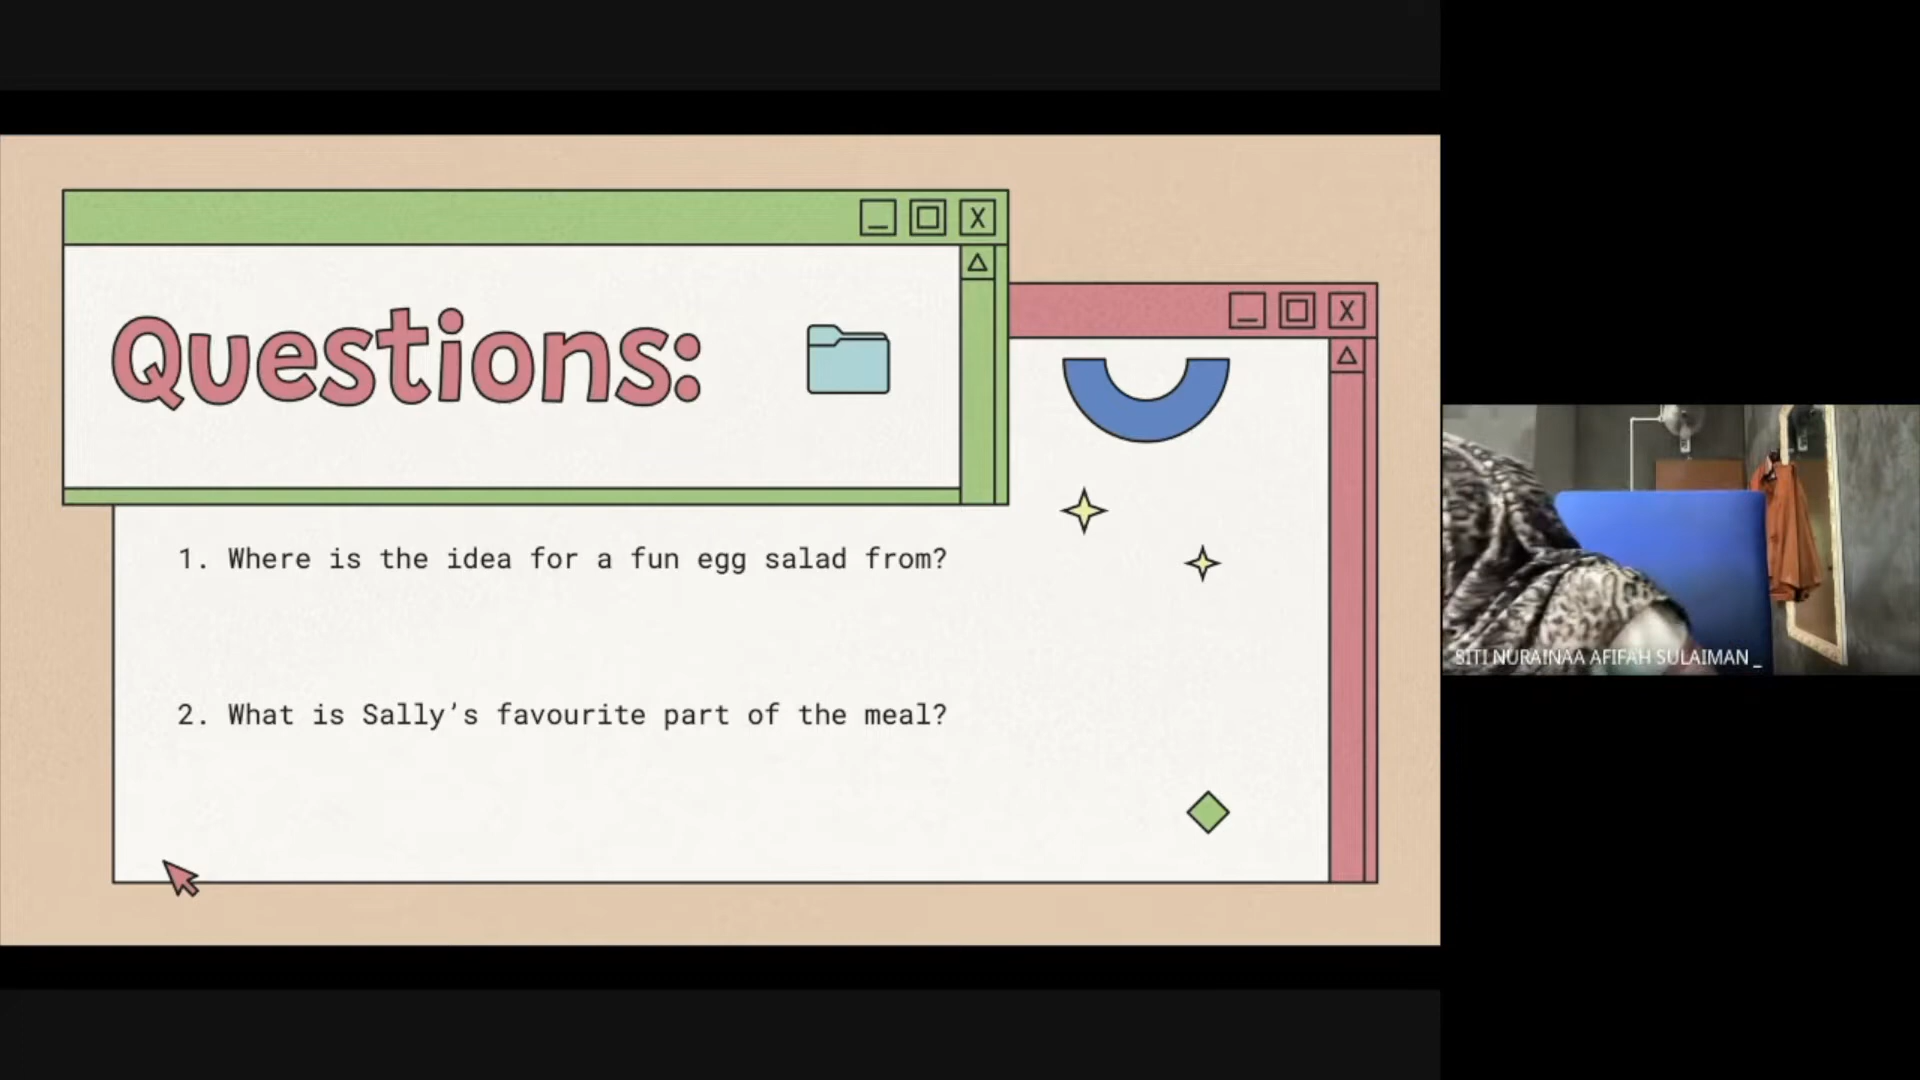 Questions:
1. Where is the idea for a fun egg salad from?
2. What is Sally’s favourite part of the meal?
SITI NURAINAA AFIFAH SULAIMAN _